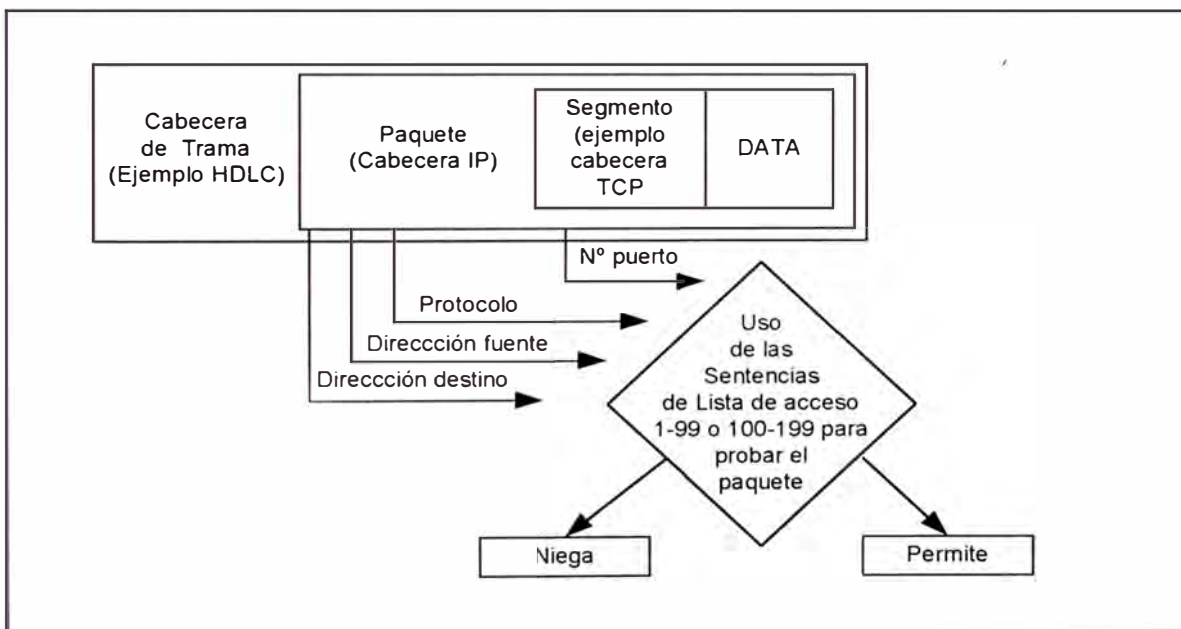 Cabecera
de Trama
(Ejemplo HDLC)
Paquete
(Cabecera IP)
Segmento
(ejemplo
cabecera
TCP
DATA
Nº puerto
Protocolo
Direccción fuente
Direccción destino
Uso
de las
Sentencias
de Lista de acceso
1-99 o 100-199 para
probar el
paquete
Niega
Permite